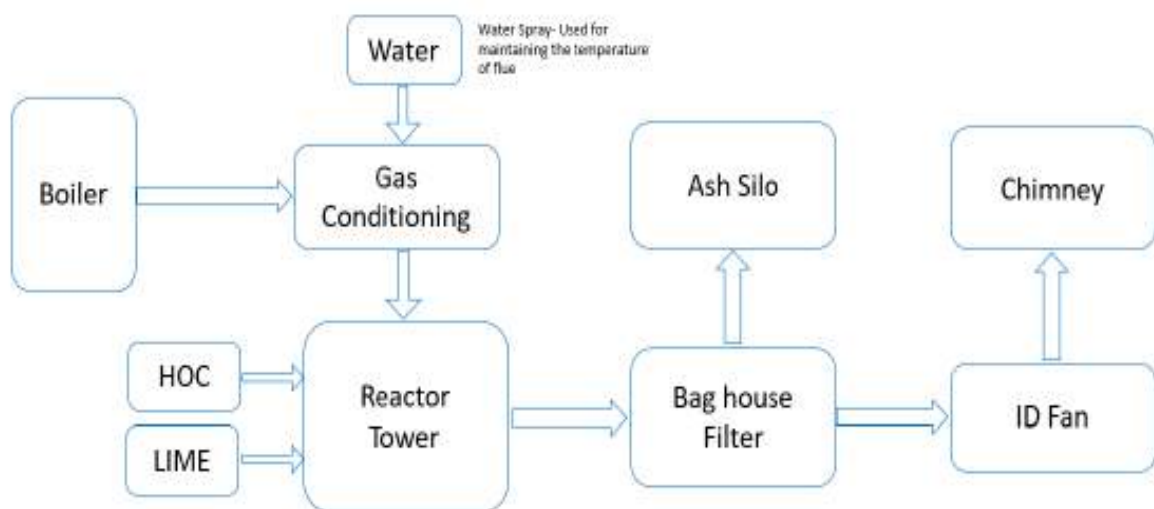 Water
Water Spray- Used for
maintaining the temperature
of flue
Boiler
Gas
Conditioning
Ash Silo
Chimney
HOC
LIME
Reactor
Tower
Bag house
Filter
ID Fan